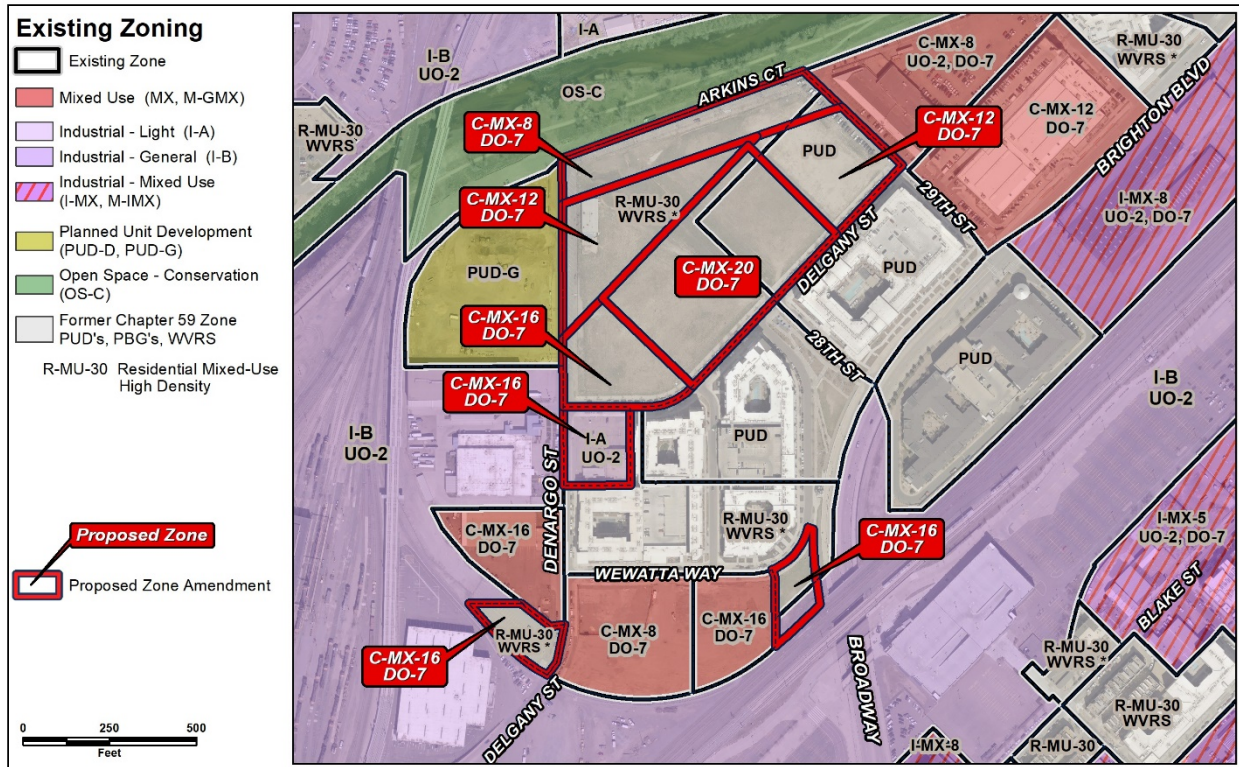 Existing Zoning
Existing Zone
Mixed Use (MX, M-GMX)
Industrial - Light (I-A)
Industrial - General (I-B)
Industrial - Mixed Use
(I-MX, M-IMX)
Planned Unit Development
(PUD-D, PUD-G)
Open Space - Conservation
(OS-C)
Former Chapter 59 Zone
PUD's, PBG's, WVRS
R-MU-30 Residential Mixed-Use
High Density
Proposed Zone
Proposed Zone Amendment
0 250 500
Feet
I-A
I-B
UO-2
OS-C
ARKINS CT
C-MX-8
UO-2, DO-7
R-MU-30
WVRS *
BRIGHTON BLVD
R-MU-30
WVRS
C-MX-8
DO-7
C-MX-12
DO-7
C-MX-12
DO-7
PUD
I-MX-8
UO-2, DO-7
C-MX-12
DO-7
R-MU-30
WVRS *
29TH ST
DELGANY ST
PUD-G
C-MX-20
DO-7
PUD
C-MX-16
DO-7
28TH ST
PUD
I-B
UO-2
C-MX-16
DO-7
I-A
UO-2
PUD
I-B
UO-2
DENARGO ST
C-MX-16
DO-7
R-MU-30
WVRS *
C-MX-16
DO-7
I-MX-5
UO-2, DO-7
WEWATTA WAY
BLAKE ST
C-MX-8
DO-7
C-MX-16
DO-7
R-MU-30
WVRS *
C-MX-16
DO-7
BROADWAY
R-MU-30
WVRS *
DELGANY ST
R-MU-30
WVRS
I-MX-8
R-MU-30